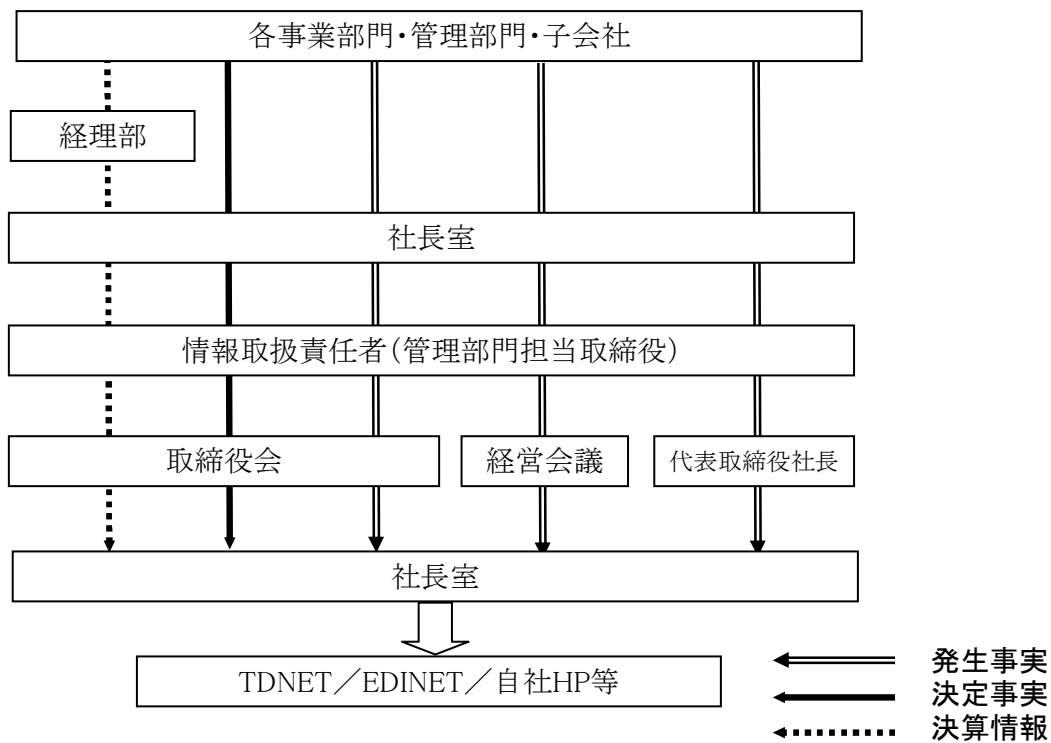 各事業部門・管理部門・子会社
経理部
社長室
情報取扱責任者(管理部門担当取締役)
取締役会
経営会議
代表取締役社長
社長室
TDNET/EDINET/自社HP等
発生事実
決定事実
決算情報